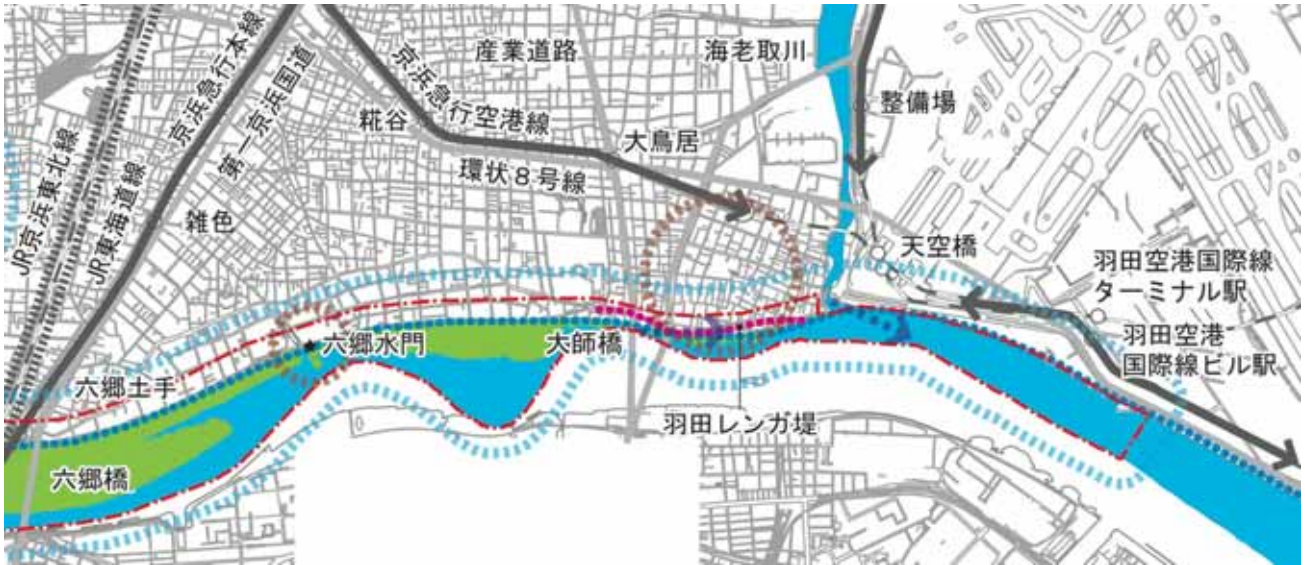 産業道路
海老取川
京浜急行本線
京浜急行空港線
整備場
第一京浜国道
糀谷
大鳥居
JR京浜東北線
JR東海道線
環状8号線
雑色
天空橋
羽田空港国際線
ターミナル駅
六郷水門
大師橋
羽田空港
国際線ビル駅
六郷土手
羽田レンガ堤
六郷橋